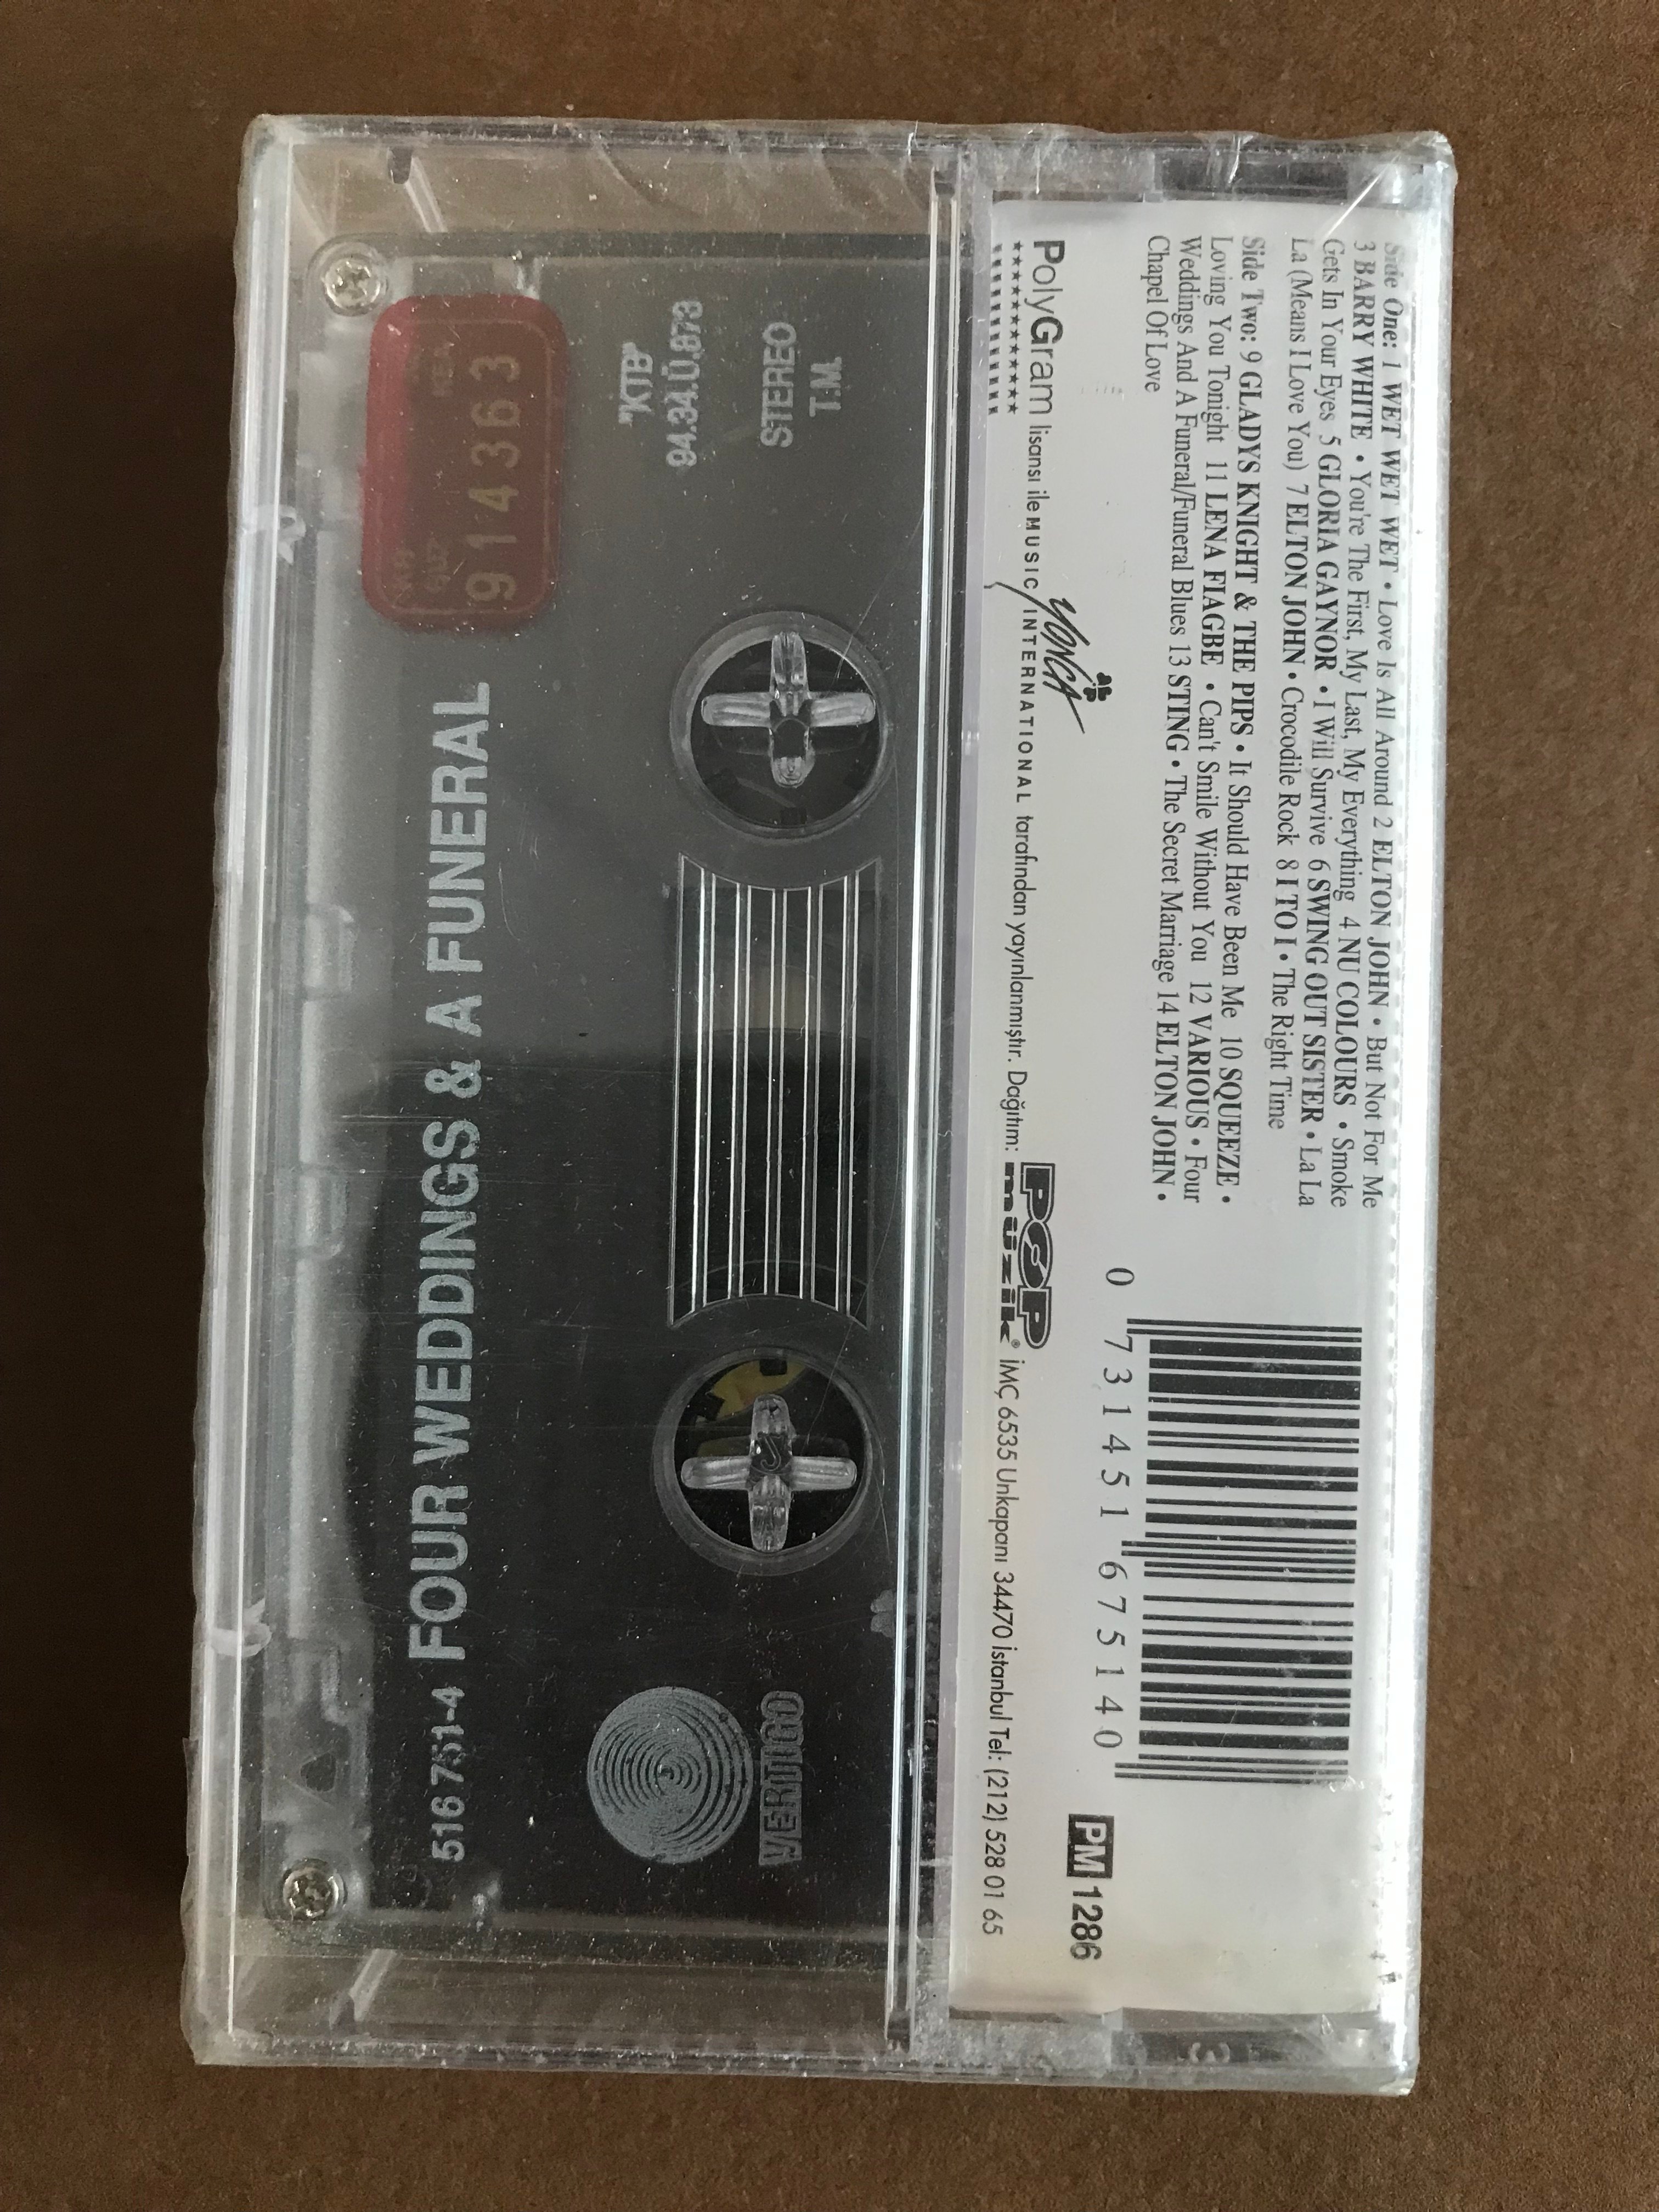 Side One: 1 WET WET WET • Love Is All Around 2 ELTON JOHN • But Not For Me
3 BARRY WHITE • You're The First, My Last, My Everything 4 NU COLOURS • Smoke
Gets In Your Eyes 5 GLORIA GAYNOR • I Will Survive 6 SWING OUT SISTER • La La
La (Means I Love You) 7 ELTON JOHN • Crocodile Rock 8 I TO I • The Right Time
Side Two: 9 GLADYS KNIGHT & THE PIPS • It Should Have Been Me 10 SQUEEZE •
Loving You Tonight 11 LENA FIAGBE • Can't Smile Without You 12 VARIOUS • Four
Weddings And A Funeral/Funeral Blues 13 STING • The Secret Marriage 14 ELTON JOHN •
Chapel Of Love
0 731451 675140
PM 1286
PolyGram lisansı ile MUSIC YONCA INTERNATIONAL tarafından yayınlanmıştır. Dağıtım: POP müzik® İMÇ 6535 Unkapanı 34470 İstanbul Tel: (212) 528 01 65
T.M.
STEREO
94.34.Ü.978
"KTB"
VERTIGO
914363
516 751-4 FOUR WEDDINGS & A FUNERAL
3